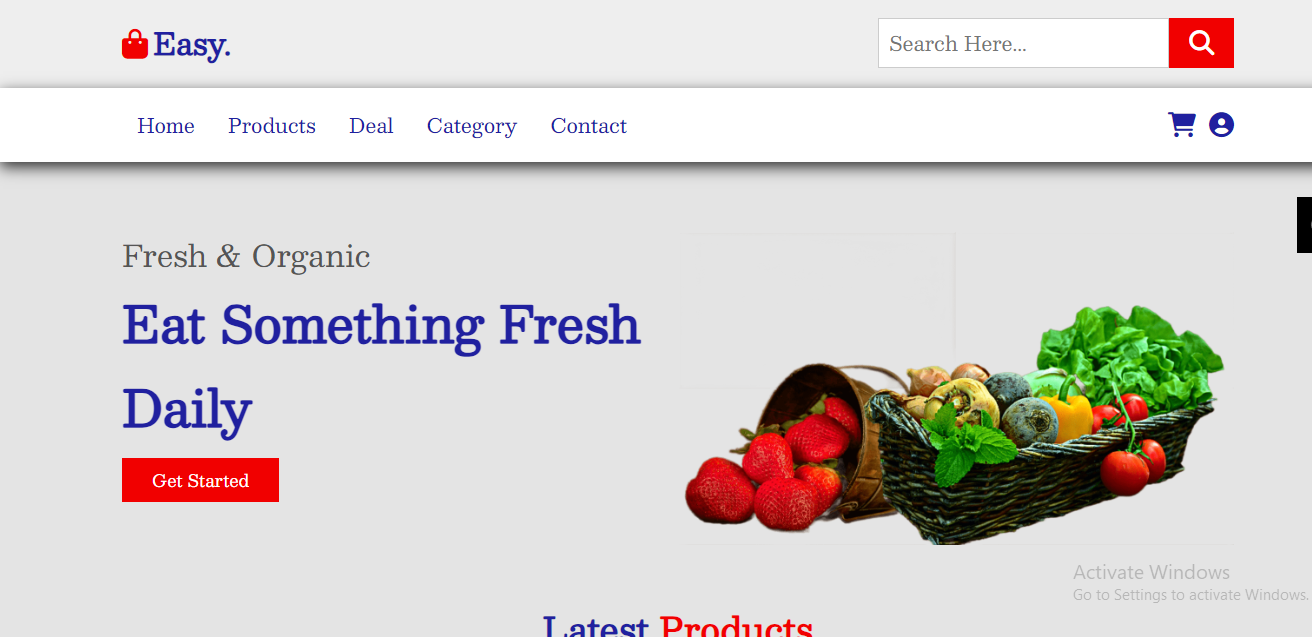 Easy.
Search Here...
Home Products Deal Category Contact
Fresh & Organic
Eat Something Fresh
Daily
Get Started
Activate Windows
Go to Settings to activate Windows.
Latest Products